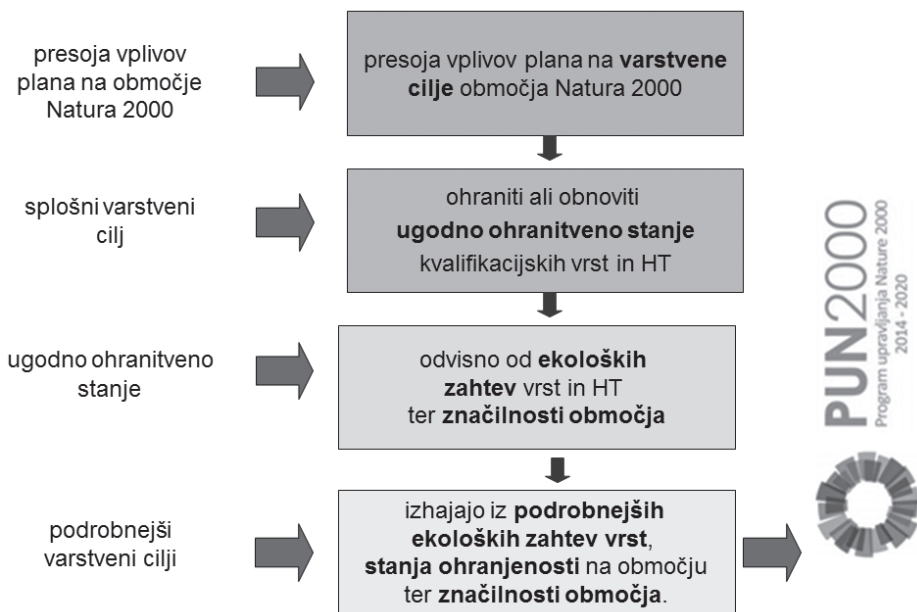 presoja vplivov
plana na območje
Natura 2000
presoja vplivov plana na varstvene
cilje območja Natura 2000
splošni varstveni
cilj
ohraniti ali obnoviti
ugodno ohranitveno stanje
kvalifikacijskih vrst in HT
ugodno ohranitveno
stanje
odvisno od ekoloških
zahtev vrst in HT
ter značilnosti območja
podrobnejši
varstveni cilji
izhajajo iz podrobnejših
ekoloških zahtev vrst,
stanja ohranjenosti na območju
ter značilnosti območja.
PUN2000
Program upravljanja Nature 2000
2014 - 2020